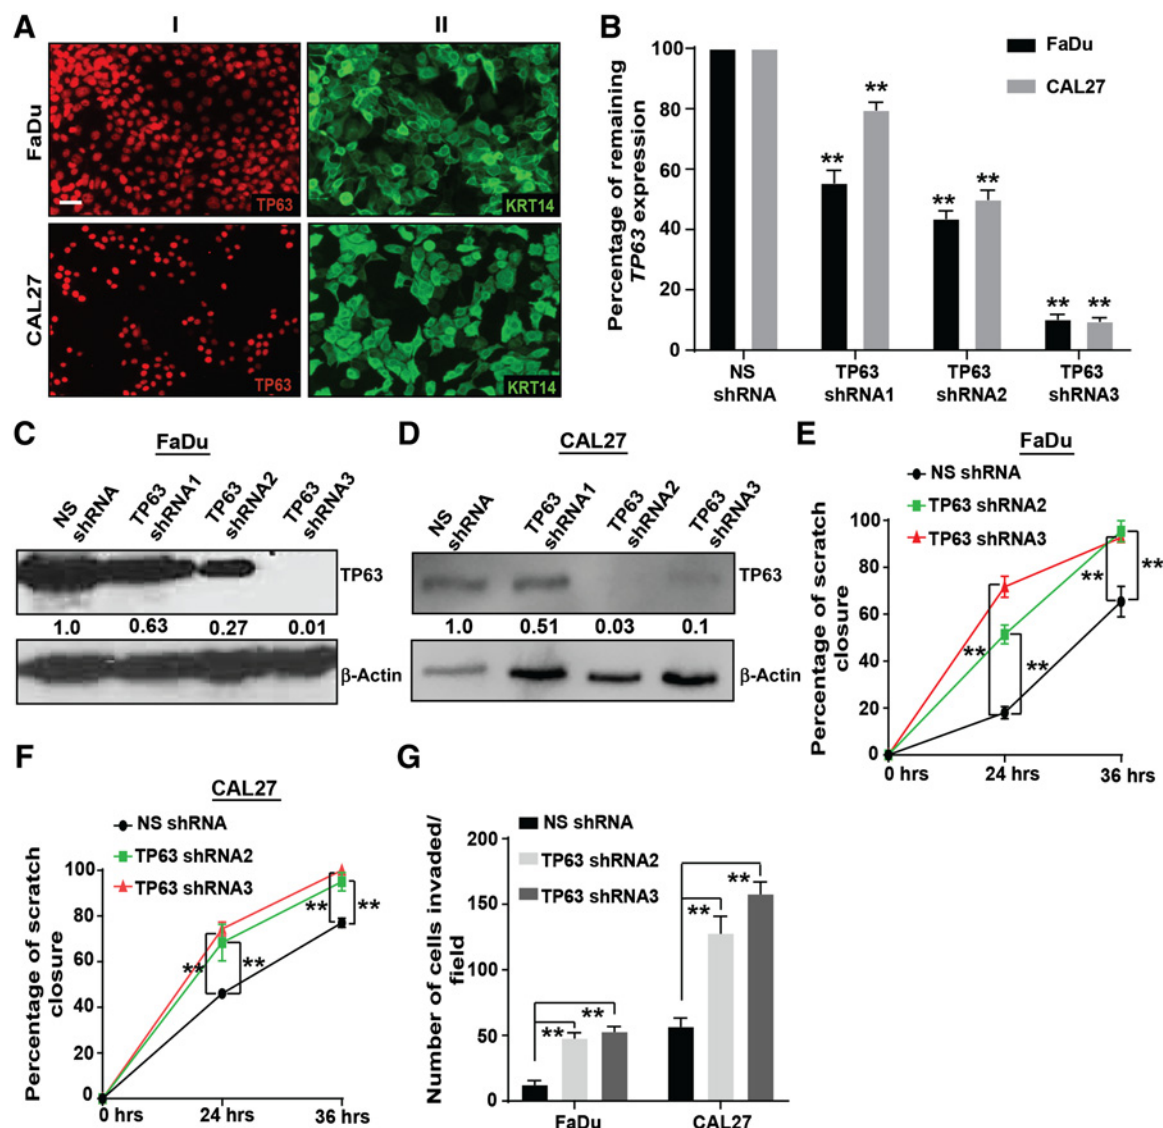 A
I
II
FaDu
TP63
KRT14
CAL27
TP63
KRT14
B
Percentage of remaining
TP63 expression
100
80
60
40
20
0
FaDu
CAL27
**
**
**
**
**
**
NS
shRNA
TP63
shRNA1
TP63
shRNA2
TP63
shRNA3
C
FaDu
NS
shRNA
TP63
shRNA1
TP63
shRNA2
TP63
shRNA3
TP63
1.0 0.63 0.27 0.01
β-Actin
D
CAL27
NS
shRNA
TP63
shRNA1
TP63
shRNA2
TP63
shRNA3
TP63
1.0 0.51 0.03 0.1
β-Actin
E
FaDu
NS shRNA
TP63 shRNA2
TP63 shRNA3
Percentage of scratch
closure
100
80
60
40
20
0
**
**
**
**
0 hrs 24 hrs 36 hrs
F
CAL27
NS shRNA
TP63 shRNA2
TP63 shRNA3
Percentage of scratch
closure
100
80
60
40
20
0
**
**
**
**
0 hrs 24 hrs 36 hrs
G
NS shRNA
TP63 shRNA2
TP63 shRNA3
Number of cells invaded/
field
200
150
100
50
0
**
**
**
**
FaDu CAL27